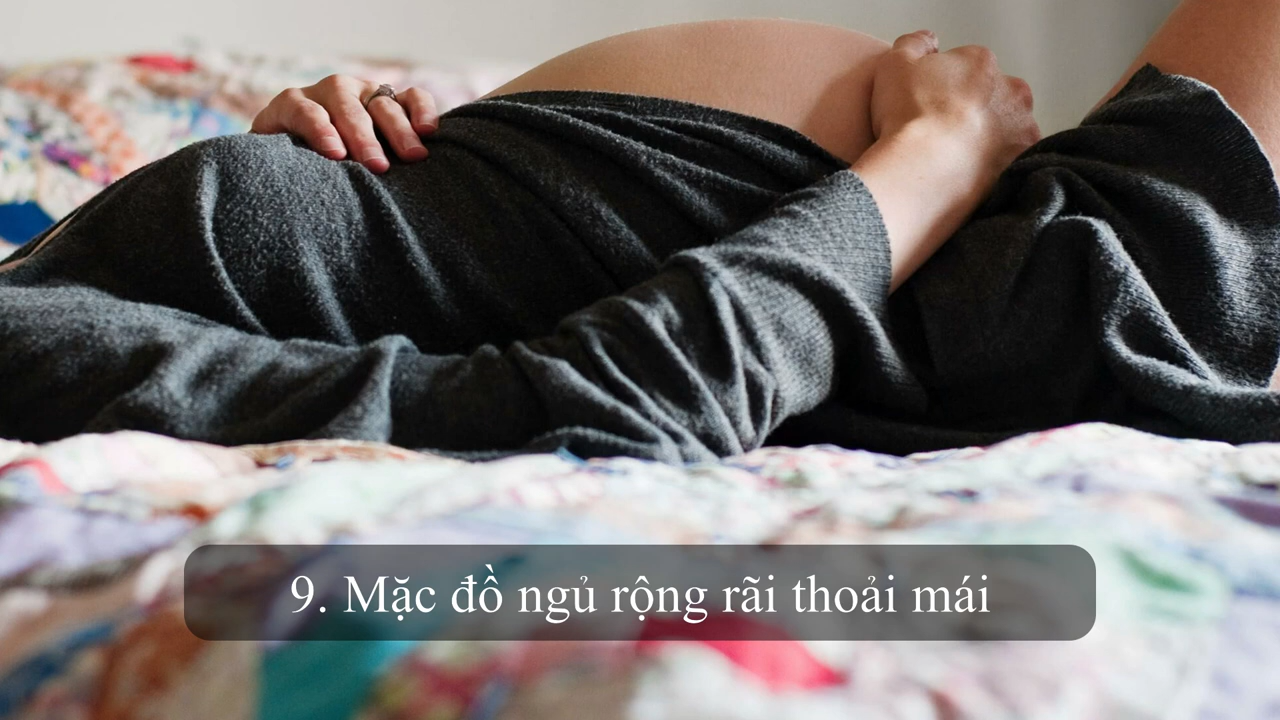 9. Mặc đồ ngủ rộng rãi thoải mái